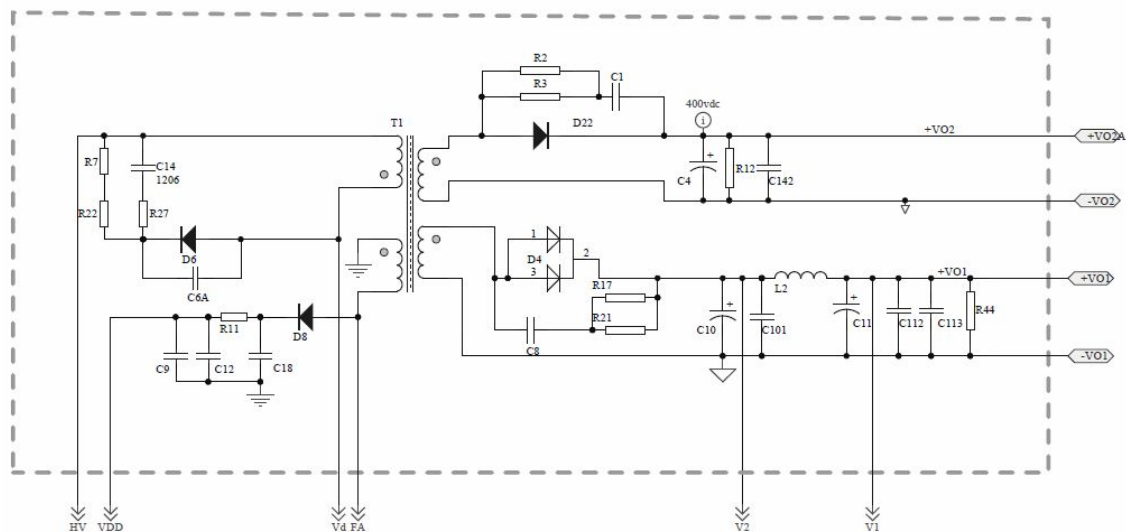 R2
R3
C1
400vdc
i
T1
D22
+VO2
+VO2A
R7
C14
1206
C4
+
R12
C142
R22
R27
-VO2
D6
1
D4
2
3
C6A
+VO1
+VO1
R17
L2
R11
D8
R21
C10
+
C101
C11
+
C112
C113
R44
C8
C9
C12
C18
-VO1
HV
VDD
Vd
FA
V2
V1